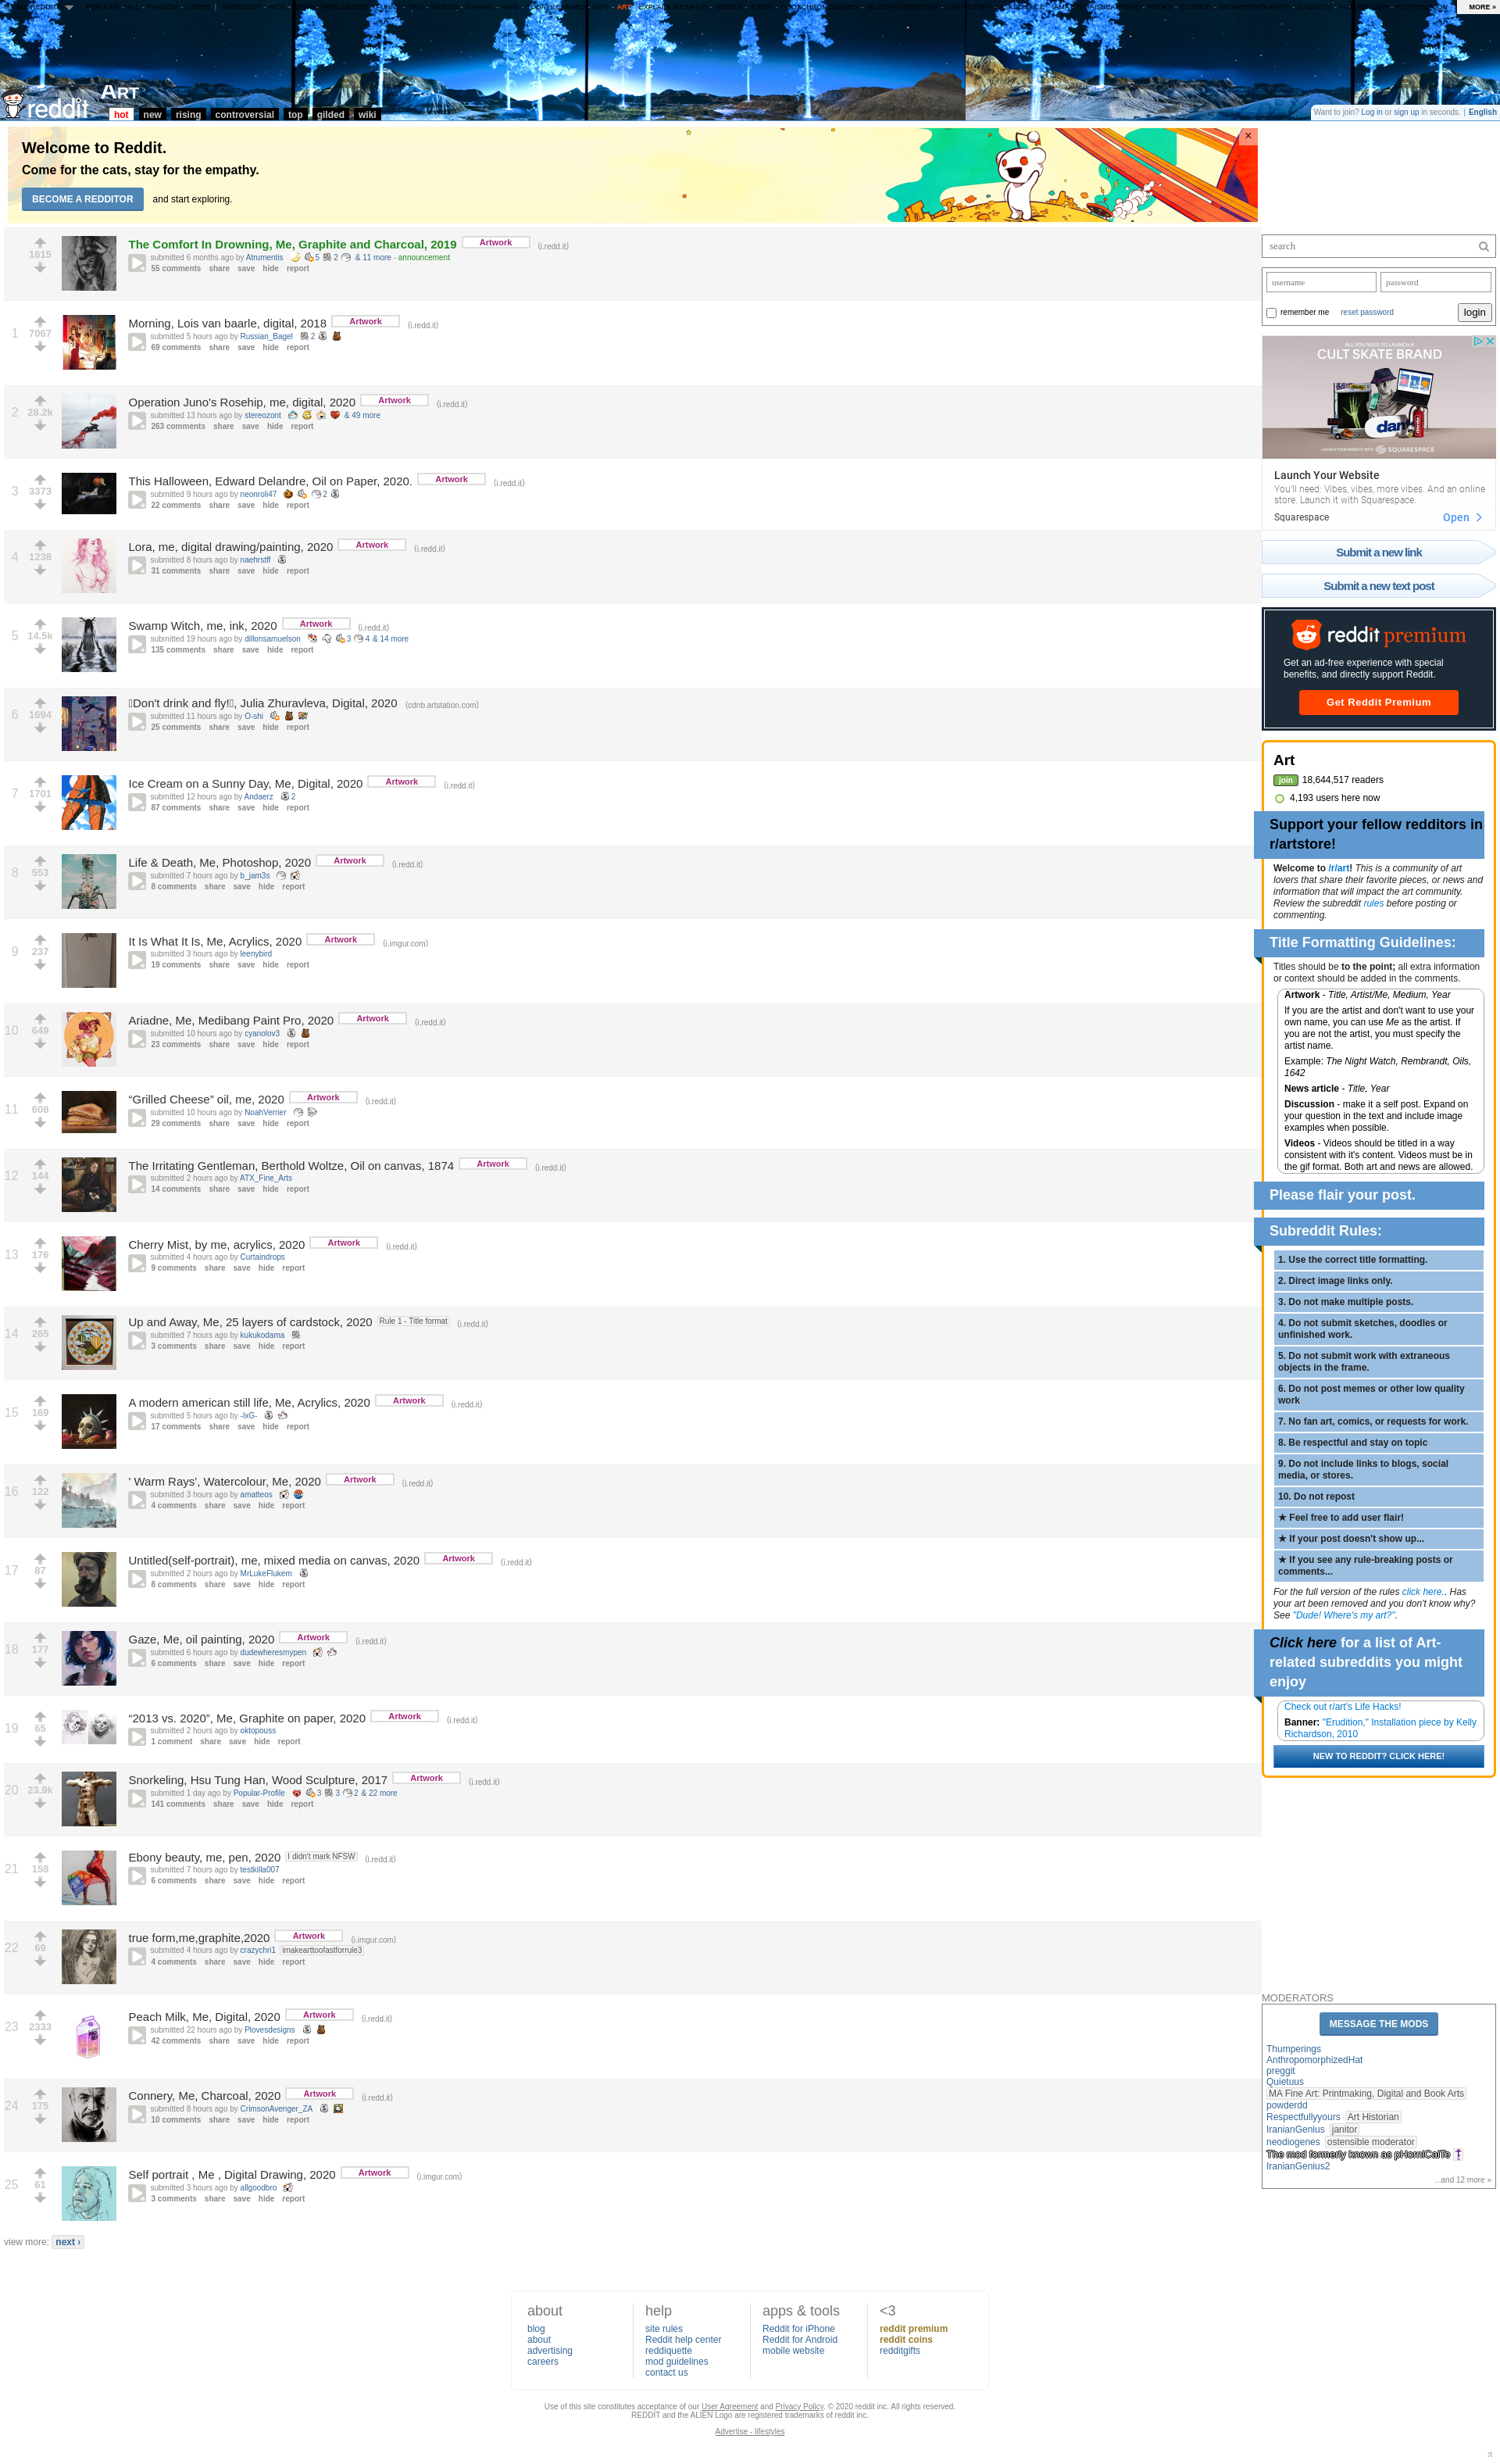 ART
MORE »
reddit
ART
hot new rising controversial top gilded wiki
Want to join? Log in or sign up in seconds. | English
Welcome to Reddit.
Come for the cats, stay for the empathy.
BECOME A REDDITOR and start exploring.
The Comfort In Drowning, Me, Graphite and Charcoal, 2019 Artwork (i.redd.it)
1615
submitted 6 months ago by Atrumentis 5 2 & 11 more - announcement
55 comments share save hide report
Morning, Lois van baarle, digital, 2018 Artwork (i.redd.it)
1 7067
submitted 5 hours ago by Russian_Bagel 2
69 comments share save hide report
Operation Juno's Rosehip, me, digital, 2020 Artwork (i.redd.it)
2 28.2k
submitted 13 hours ago by stereozont & 49 more
263 comments share save hide report
This Halloween, Edward Delandre, Oil on Paper, 2020. Artwork (i.redd.it)
3 3373
submitted 9 hours ago by neonroli47 2
22 comments share save hide report
Lora, me, digital drawing/painting, 2020 Artwork (i.redd.it)
4 1238
submitted 8 hours ago by naehrstff
31 comments share save hide report
Swamp Witch, me, ink, 2020 Artwork (i.redd.it)
5 14.5k
submitted 19 hours ago by dillonsamuelson 3 4 & 14 more
135 comments share save hide report
Don't drink and fly!, Julia Zhuravleva, Digital, 2020 (cdnb.artstation.com)
6 1694
submitted 11 hours ago by O-shi
25 comments share save hide report
Ice Cream on a Sunny Day, Me, Digital, 2020 Artwork (i.redd.it)
7 1701
submitted 12 hours ago by Andaerz 2
87 comments share save hide report
Life & Death, Me, Photoshop, 2020 Artwork (i.redd.it)
8 553
submitted 7 hours ago by b_jam3s
8 comments share save hide report
It Is What It Is, Me, Acrylics, 2020 Artwork (i.imgur.com)
9 237
submitted 3 hours ago by leenybird
19 comments share save hide report
Ariadne, Me, Medibang Paint Pro, 2020 Artwork (i.redd.it)
10 649
submitted 10 hours ago by cyanolov3
23 comments share save hide report
“Grilled Cheese” oil, me, 2020 Artwork (i.redd.it)
11 608
submitted 10 hours ago by NoahVerrier
29 comments share save hide report
The Irritating Gentleman, Berthold Woltze, Oil on canvas, 1874 Artwork (i.redd.it)
12 144
submitted 2 hours ago by ATX_Fine_Arts
14 comments share save hide report
Cherry Mist, by me, acrylics, 2020 Artwork (i.redd.it)
13 176
submitted 4 hours ago by Curtaindrops
9 comments share save hide report
Up and Away, Me, 25 layers of cardstock, 2020 Rule 1 - Title format (i.redd.it)
14 265
submitted 7 hours ago by kukukodama
3 comments share save hide report
A modern american still life, Me, Acrylics, 2020 Artwork (i.redd.it)
15 169
submitted 5 hours ago by -IxG-
17 comments share save hide report
' Warm Rays', Watercolour, Me, 2020 Artwork (i.redd.it)
16 122
submitted 3 hours ago by amatteos
4 comments share save hide report
Untitled(self-portrait), me, mixed media on canvas, 2020 Artwork (i.redd.it)
17 87
submitted 2 hours ago by MrLukeFlukem
8 comments share save hide report
Gaze, Me, oil painting, 2020 Artwork (i.redd.it)
18 177
submitted 6 hours ago by dudewheresmypen
6 comments share save hide report
“2013 vs. 2020”, Me, Graphite on paper, 2020 Artwork (i.redd.it)
19 65
submitted 2 hours ago by oktopouss
1 comment share save hide report
Snorkeling, Hsu Tung Han, Wood Sculpture, 2017 Artwork (i.redd.it)
20 23.9k
submitted 1 day ago by Popular-Profile 3 3 2 & 22 more
141 comments share save hide report
Ebony beauty, me, pen, 2020 I didn't mark NFSW (i.redd.it)
21 158
submitted 7 hours ago by testkilla007
6 comments share save hide report
true form,me,graphite,2020 Artwork (i.imgur.com)
22 69
submitted 4 hours ago by crazychri1 imakearttoofastforrule3
4 comments share save hide report
Peach Milk, Me, Digital, 2020 Artwork (i.redd.it)
23 2333
submitted 22 hours ago by Plovesdesigns
42 comments share save hide report
Connery, Me, Charcoal, 2020 Artwork (i.redd.it)
24 175
submitted 8 hours ago by CrimsonAvenger_ZA
10 comments share save hide report
Self portrait , Me , Digital Drawing, 2020 Artwork (i.imgur.com)
25 61
submitted 3 hours ago by allgoodbro
3 comments share save hide report
view more: next ›
search
username password
remember me reset password login
ALL YOU NEED TO LAUNCH A
CULT SKATE BRAND
dam
LAUNCH YOUR WEBSITE WITH SQUARESPACE
Launch Your Website
You'll need: Vibes, vibes, more vibes. And an online
store. Launch it with Squarespace.
Squarespace Open
Submit a new link
Submit a new text post
reddit premium
Get an ad-free experience with special
benefits, and directly support Reddit.
Get Reddit Premium
Art
join 18,644,517 readers
4,193 users here now
Support your fellow redditors in
r/artstore!
Welcome to /r/art! This is a community of art
lovers that share their favorite pieces, or news and
information that will impact the art community.
Review the subreddit rules before posting or
commenting.
Title Formatting Guidelines:
Titles should be to the point; all extra information
or context should be added in the comments.
Artwork - Title, Artist/Me, Medium, Year
If you are the artist and don't want to use your
own name, you can use Me as the artist. If
you are not the artist, you must specify the
artist name.
Example: The Night Watch, Rembrandt, Oils,
1642
News article - Title, Year
Discussion - make it a self post. Expand on
your question in the text and include image
examples when possible.
Videos - Videos should be titled in a way
consistent with it's content. Videos must be in
the gif format. Both art and news are allowed.
Please flair your post.
Subreddit Rules:
1. Use the correct title formatting.
2. Direct image links only.
3. Do not make multiple posts.
4. Do not submit sketches, doodles or
unfinished work.
5. Do not submit work with extraneous
objects in the frame.
6. Do not post memes or other low quality
work
7. No fan art, comics, or requests for work.
8. Be respectful and stay on topic
9. Do not include links to blogs, social
media, or stores.
10. Do not repost
★ Feel free to add user flair!
★ If your post doesn't show up...
★ If you see any rule-breaking posts or
comments...
For the full version of the rules click here.. Has
your art been removed and you don't know why?
See "Dude! Where's my art?".
Click here for a list of Art-
related subreddits you might
enjoy
Check out r/art's Life Hacks!
Banner: "Erudition," Installation piece by Kelly
Richardson, 2010
NEW TO REDDIT? CLICK HERE!
MODERATORS
MESSAGE THE MODS
Thumperings
AnthropomorphizedHat
preggit
Quietuus
MA Fine Art: Printmaking, Digital and Book Arts
powderdd
Respectfullyyours Art Historian
IranianGenius janitor
neodiogenes ostensible moderator
The mod formerly known as pHorniCaiTe
IranianGenius2
...and 12 more »
about
blog
about
advertising
careers
help
site rules
Reddit help center
reddiquette
mod guidelines
contact us
apps & tools
Reddit for iPhone
Reddit for Android
mobile website
<3
reddit premium
reddit coins
redditgifts
Use of this site constitutes acceptance of our User Agreement and Privacy Policy. © 2020 reddit inc. All rights reserved.
REDDIT and the ALIEN Logo are registered trademarks of reddit inc.
Advertise - lifestyles
π